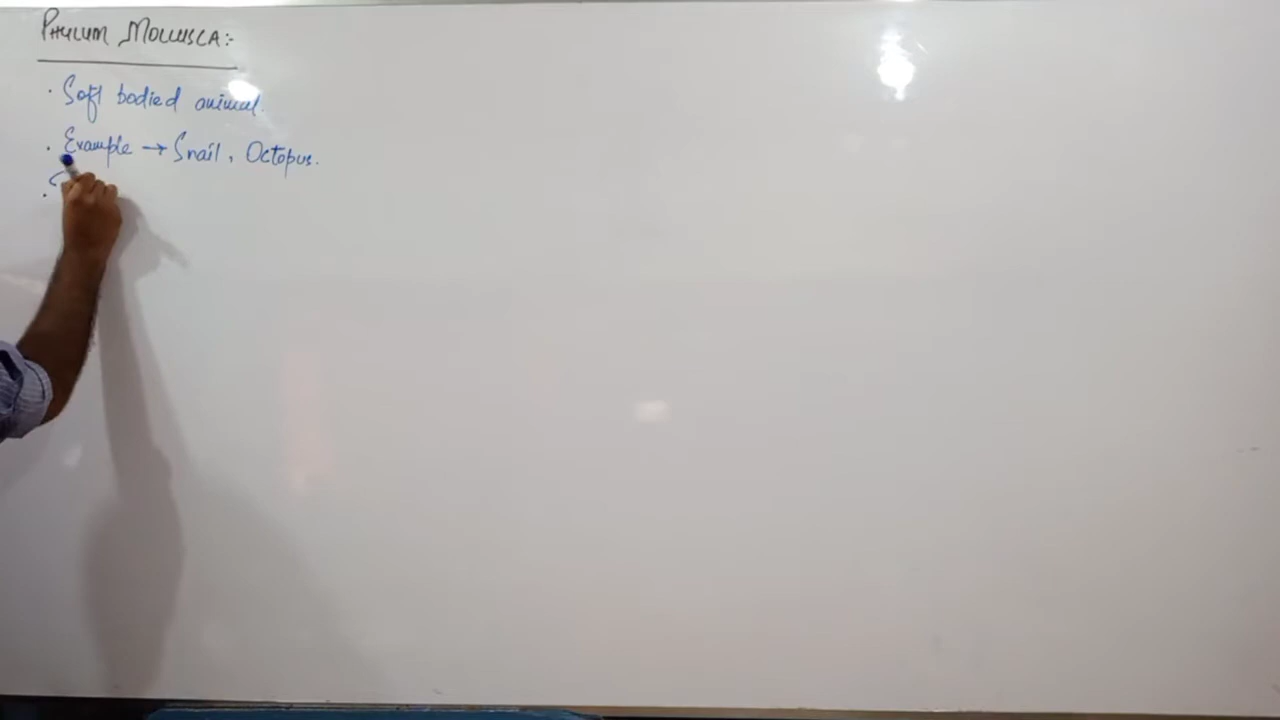 PHYLUM MOLLUSCA:-
· Soft bodied animal.
· Example → Snail, Octopus.
·